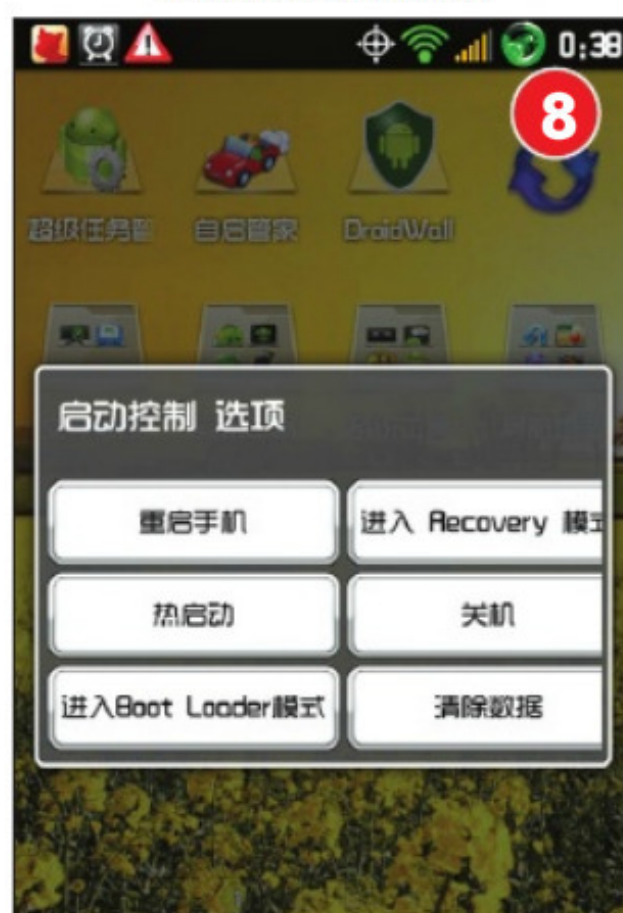 0:38
8
超级任务管
自启管家
DroidWall
启动控制 选项
重启手机
进入 Recovery 模式
热启动
关机
进入Boot Loader模式
清除数据